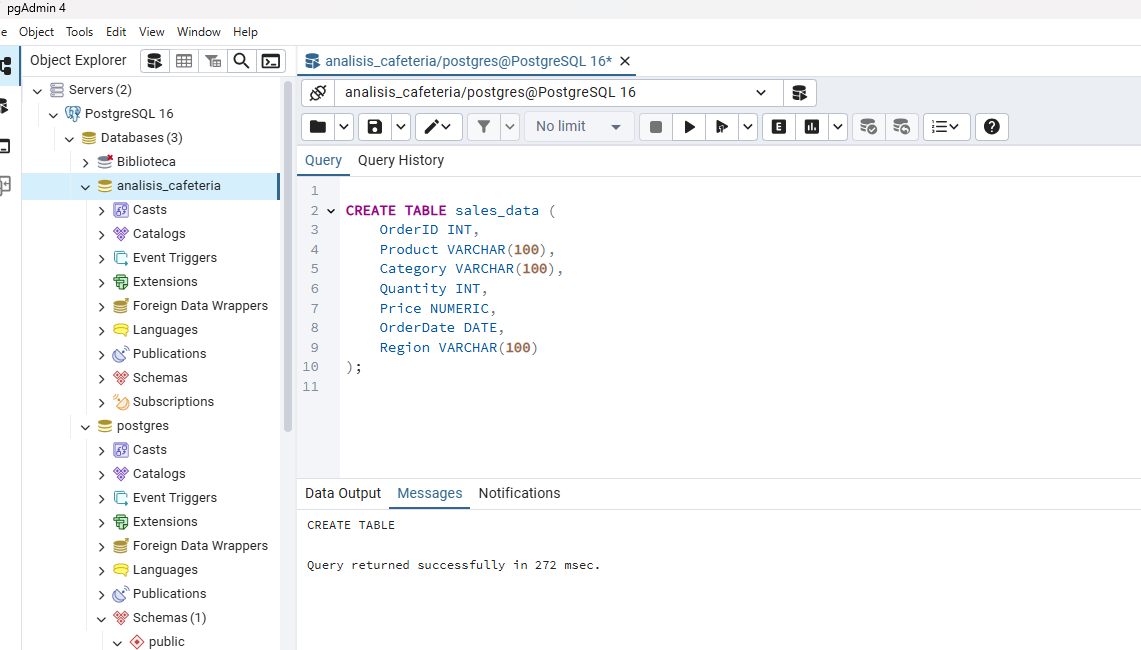 pgAdmin 4
e Object Tools Edit View Window Help
Object Explorer
Servers (2)
PostgreSQL 16
Databases (3)
Biblioteca
analisis_cafeteria
Casts
Catalogs
Event Triggers
Extensions
Foreign Data Wrappers
Languages
Publications
Schemas
Subscriptions
postgres
Casts
Catalogs
Event Triggers
Extensions
Foreign Data Wrappers
Languages
Publications
Schemas (1)
public
analisis_cafeteria/postgres@PostgreSQL 16*
analisis_cafeteria/postgres@PostgreSQL 16
No limit
E
Query Query History
1
2 CREATE TABLE sales_data (
3 OrderID INT,
4 Product VARCHAR(100),
5 Category VARCHAR(100),
6 Quantity INT,
7 Price NUMERIC,
8 OrderDate DATE,
9 Region VARCHAR(100)
10 );
11
Data Output Messages Notifications
CREATE TABLE
Query returned successfully in 272 msec.